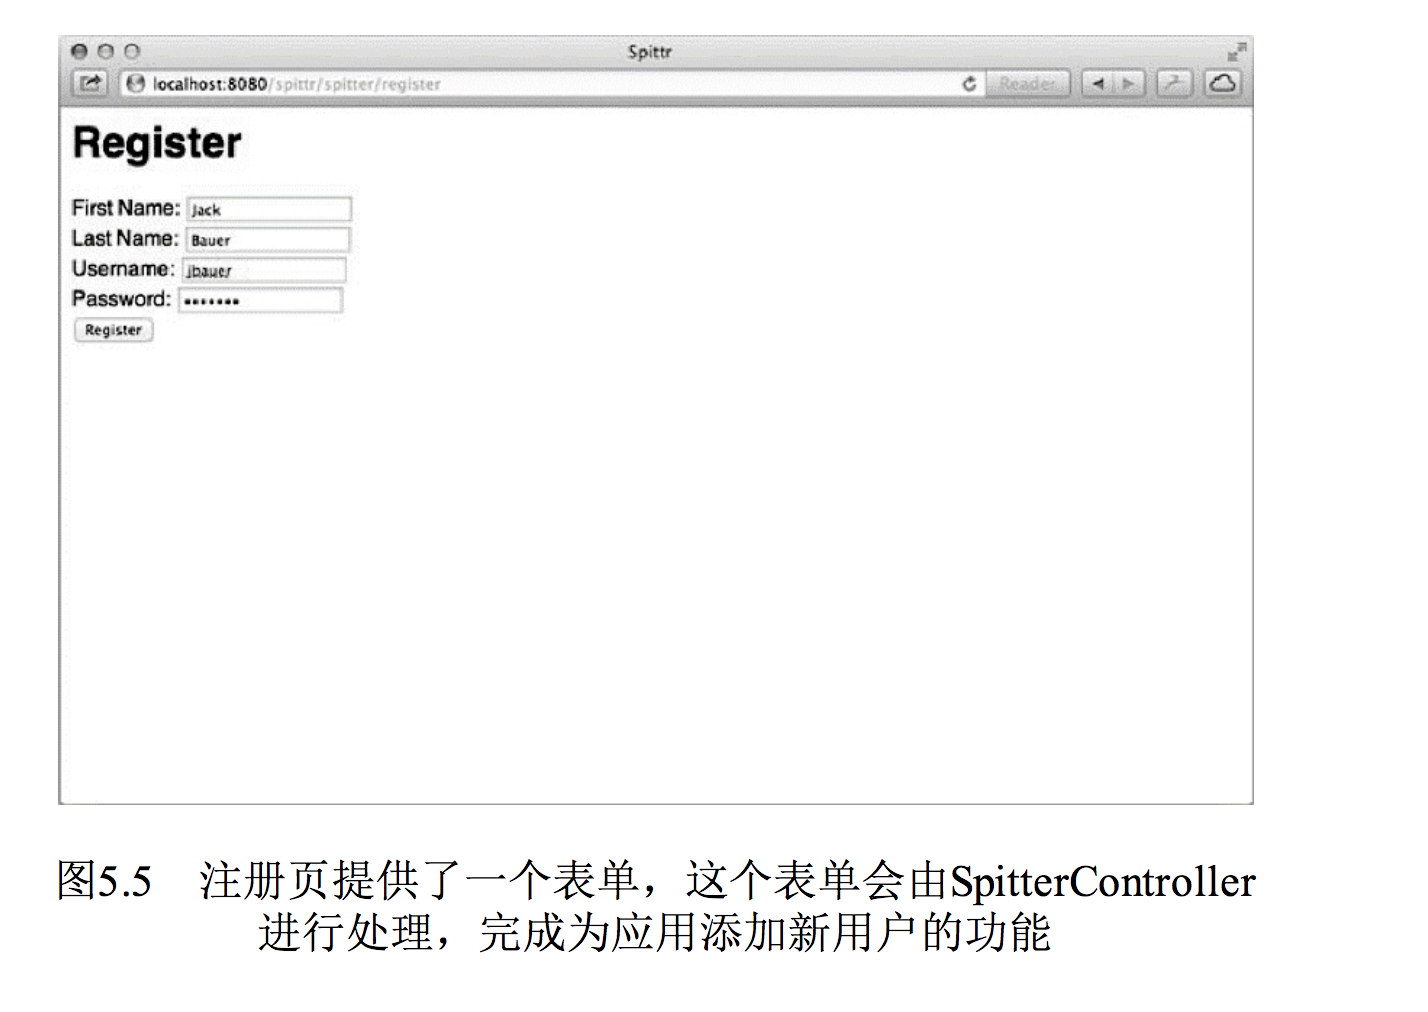 Spittr
localhost:8080/spittr/spitter/register
Reader
Register
First Name: Jack
Last Name: Bauer
Username: jbauer
Password: •••••••
Register
图5.5 注册页提供了一个表单，这个表单会由SpitterController
进行处理，完成为应用添加新用户的功能